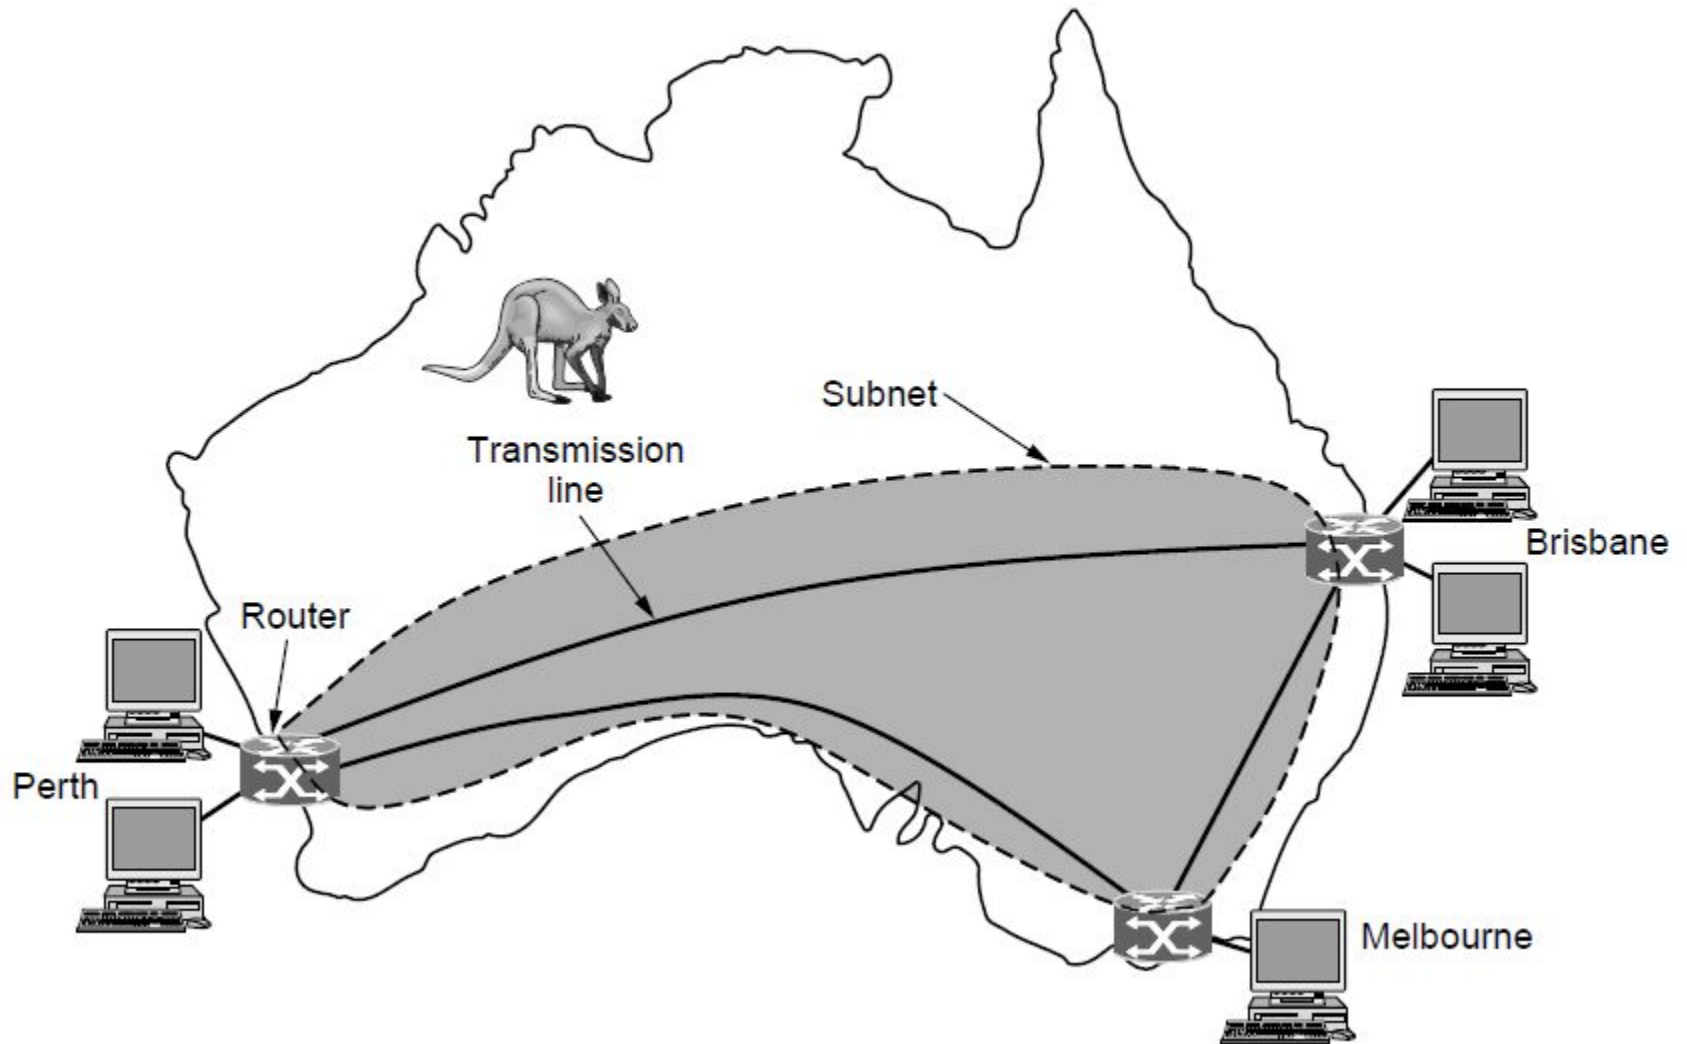 Subnet
Transmission
line
Brisbane
Router
Perth
Melbourne